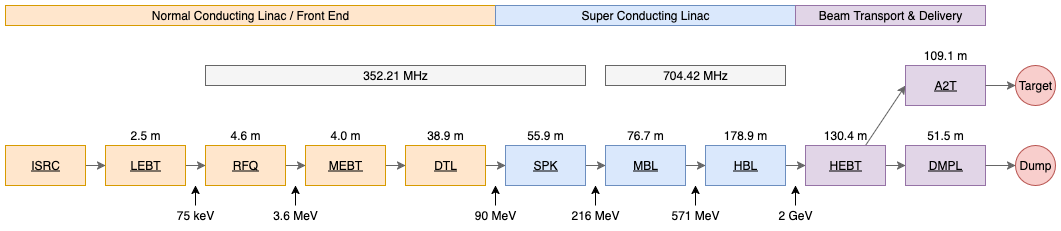 Normal Conducting Linac / Front End
Super Conducting Linac
Beam Transport & Delivery
352.21 MHz
704.42 MHz
109.1 m
A2T
Target
2.5 m
4.6 m
4.0 m
38.9 m
55.9 m
76.7 m
178.9 m
130.4 m
51.5 m
ISRC
LEBT
RFQ
MEBT
DTL
SPK
MBL
HBL
HEBT
DMPL
Dump
75 keV
3.6 MeV
90 MeV
216 MeV
571 MeV
2 GeV